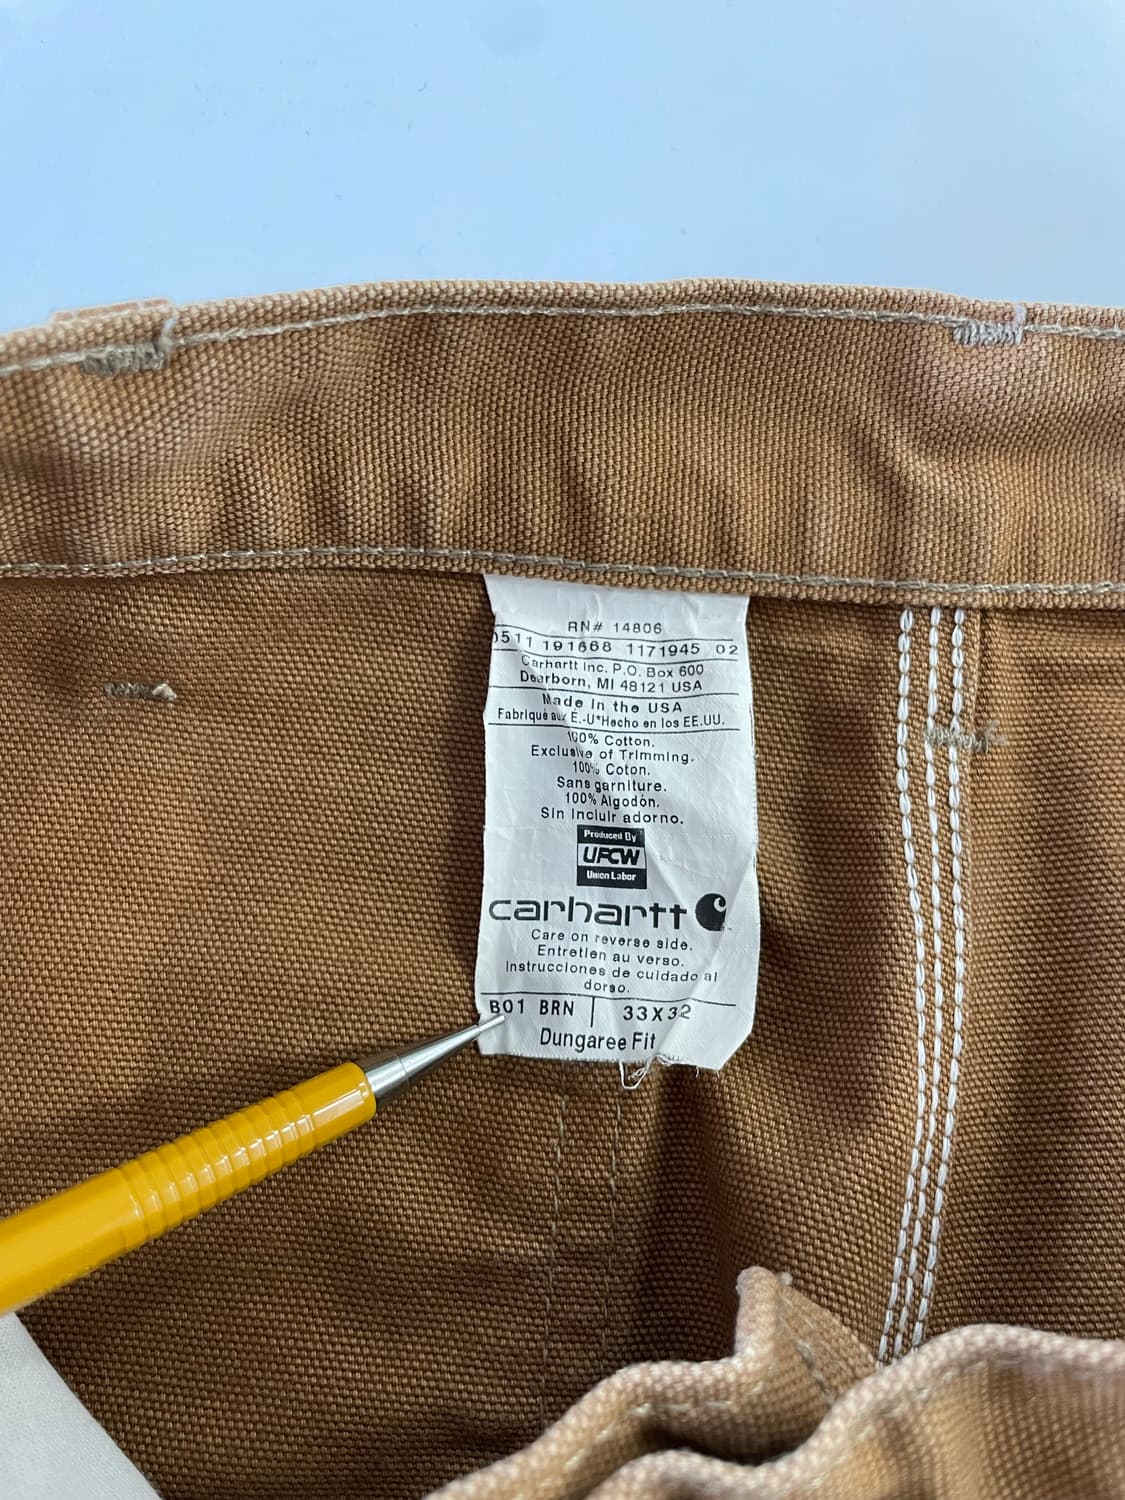 RN# 14806
0511 191668 1171945 02
Carhartt Inc. P.O. Box 600
Dearborn, MI 48121 USA
Made in the USA
Fabriqué aux É.-U*Hecho en los EE.UU.
100% Cotton.
Exclusive of Trimming.
100% Coton.
Sans garniture.
100% Algodón.
Sin incluir adorno.
Produced By
UFCW
Union Labor
carhartt
Care on reverse side.
Entretien au verso.
Instrucciones de cuidado al
dorso.
B01 BRN | 33X32
Dungaree Fit